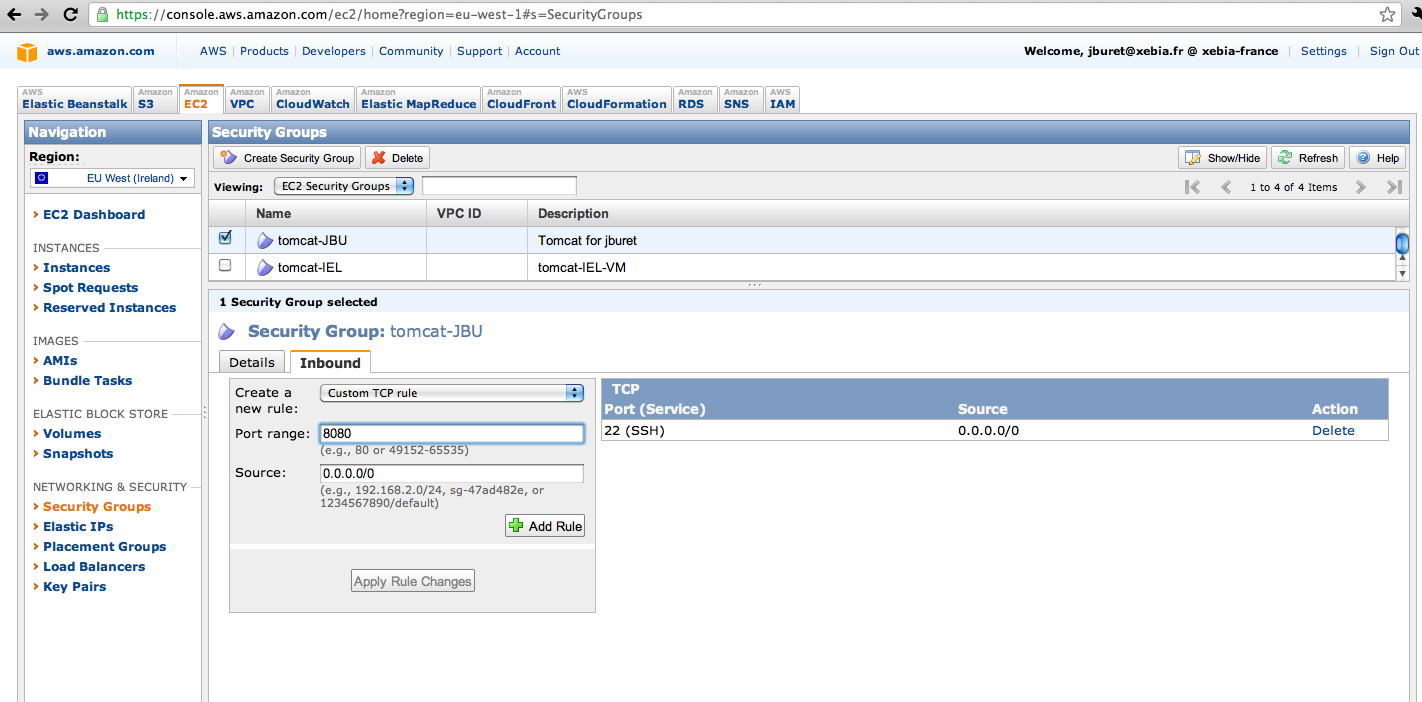 https://console.aws.amazon.com/ec2/home?region=eu-west-1#s=SecurityGroups
aws.amazon.com AWS | Products | Developers | Community | Support | Account Welcome, jburet@xebia.fr @ xebia-france | Settings | Sign Out
AWS Elastic Beanstalk
Amazon S3
Amazon EC2
Amazon VPC
Amazon CloudWatch
Amazon Elastic MapReduce
Amazon CloudFront
AWS CloudFormation
Amazon RDS
Amazon SNS
AWS IAM
Navigation
Region:
EU West (Ireland)
EC2 Dashboard
INSTANCES
Instances
Spot Requests
Reserved Instances
IMAGES
AMIs
Bundle Tasks
ELASTIC BLOCK STORE
Volumes
Snapshots
NETWORKING & SECURITY
Security Groups
Elastic IPs
Placement Groups
Load Balancers
Key Pairs
Security Groups
Create Security Group Delete Show/Hide Refresh Help
Viewing: EC2 Security Groups 1 to 4 of 4 Items
Name VPC ID Description
tomcat-JBU Tomcat for jburet
tomcat-IEL tomcat-IEL-VM
1 Security Group selected
Security Group: tomcat-JBU
Details Inbound
Create a new rule: Custom TCP rule
Port range: 8080
(e.g., 80 or 49152-65535)
Source: 0.0.0.0/0
(e.g., 192.168.2.0/24, sg-47ad482e, or
1234567890/default)
Add Rule
Apply Rule Changes
TCP
Port (Service) Source Action
22 (SSH) 0.0.0.0/0 Delete